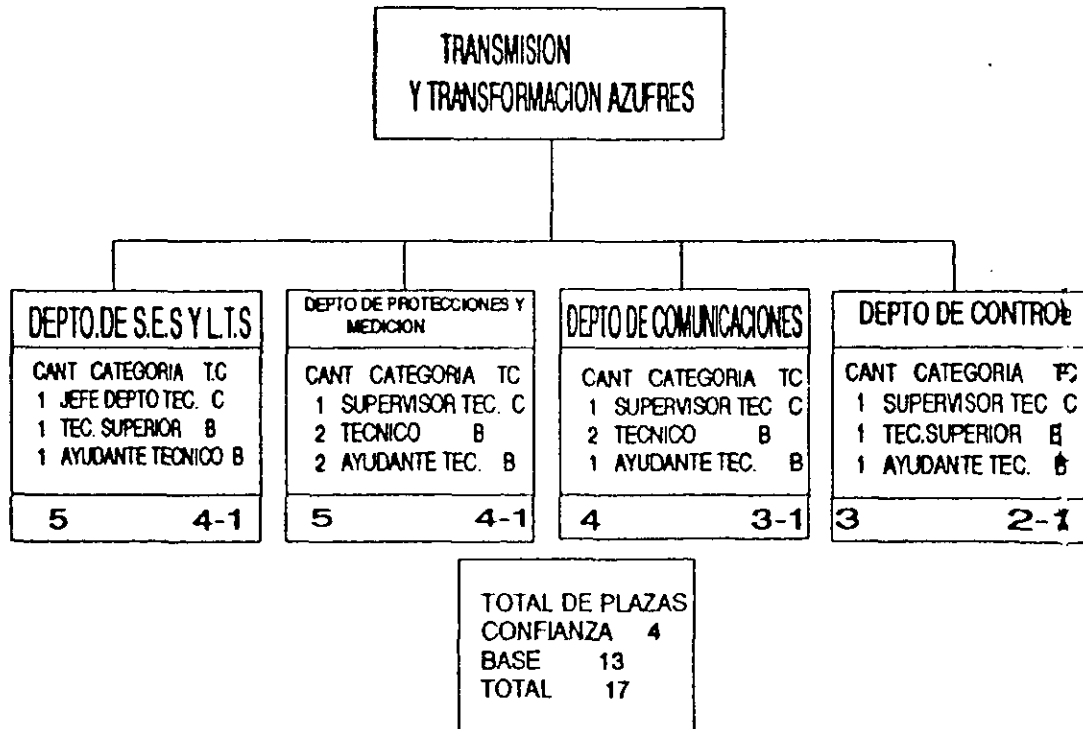 TRANSMISION
Y TRANSFORMACION AZUFRES
DEPTO.DE S.E.S Y L.T.S
CANT CATEGORIA T.C
1 JEFE DEPTO TEC. C
1 TEC. SUPERIOR B
1 AYUDANTE TECNICO B
5 4-1
DEPTO DE PROTECCIONES Y
MEDICION
CANT CATEGORIA TC
1 SUPERVISOR TEC. C
2 TECNICO B
2 AYUDANTE TEC. B
5 4-1
DEPTO DE COMUNICACIONES
CANT CATEGORIA TC
1 SUPERVISOR TEC C
2 TECNICO B
1 AYUDANTE TEC. B
4 3-1
DEPTO DE CONTROL
CANT CATEGORIA TC
1 SUPERVISOR TEC C
1 TEC.SUPERIOR B
1 AYUDANTE TEC. B
3 2-1
TOTAL DE PLAZAS
CONFIANZA 4
BASE 13
TOTAL 17